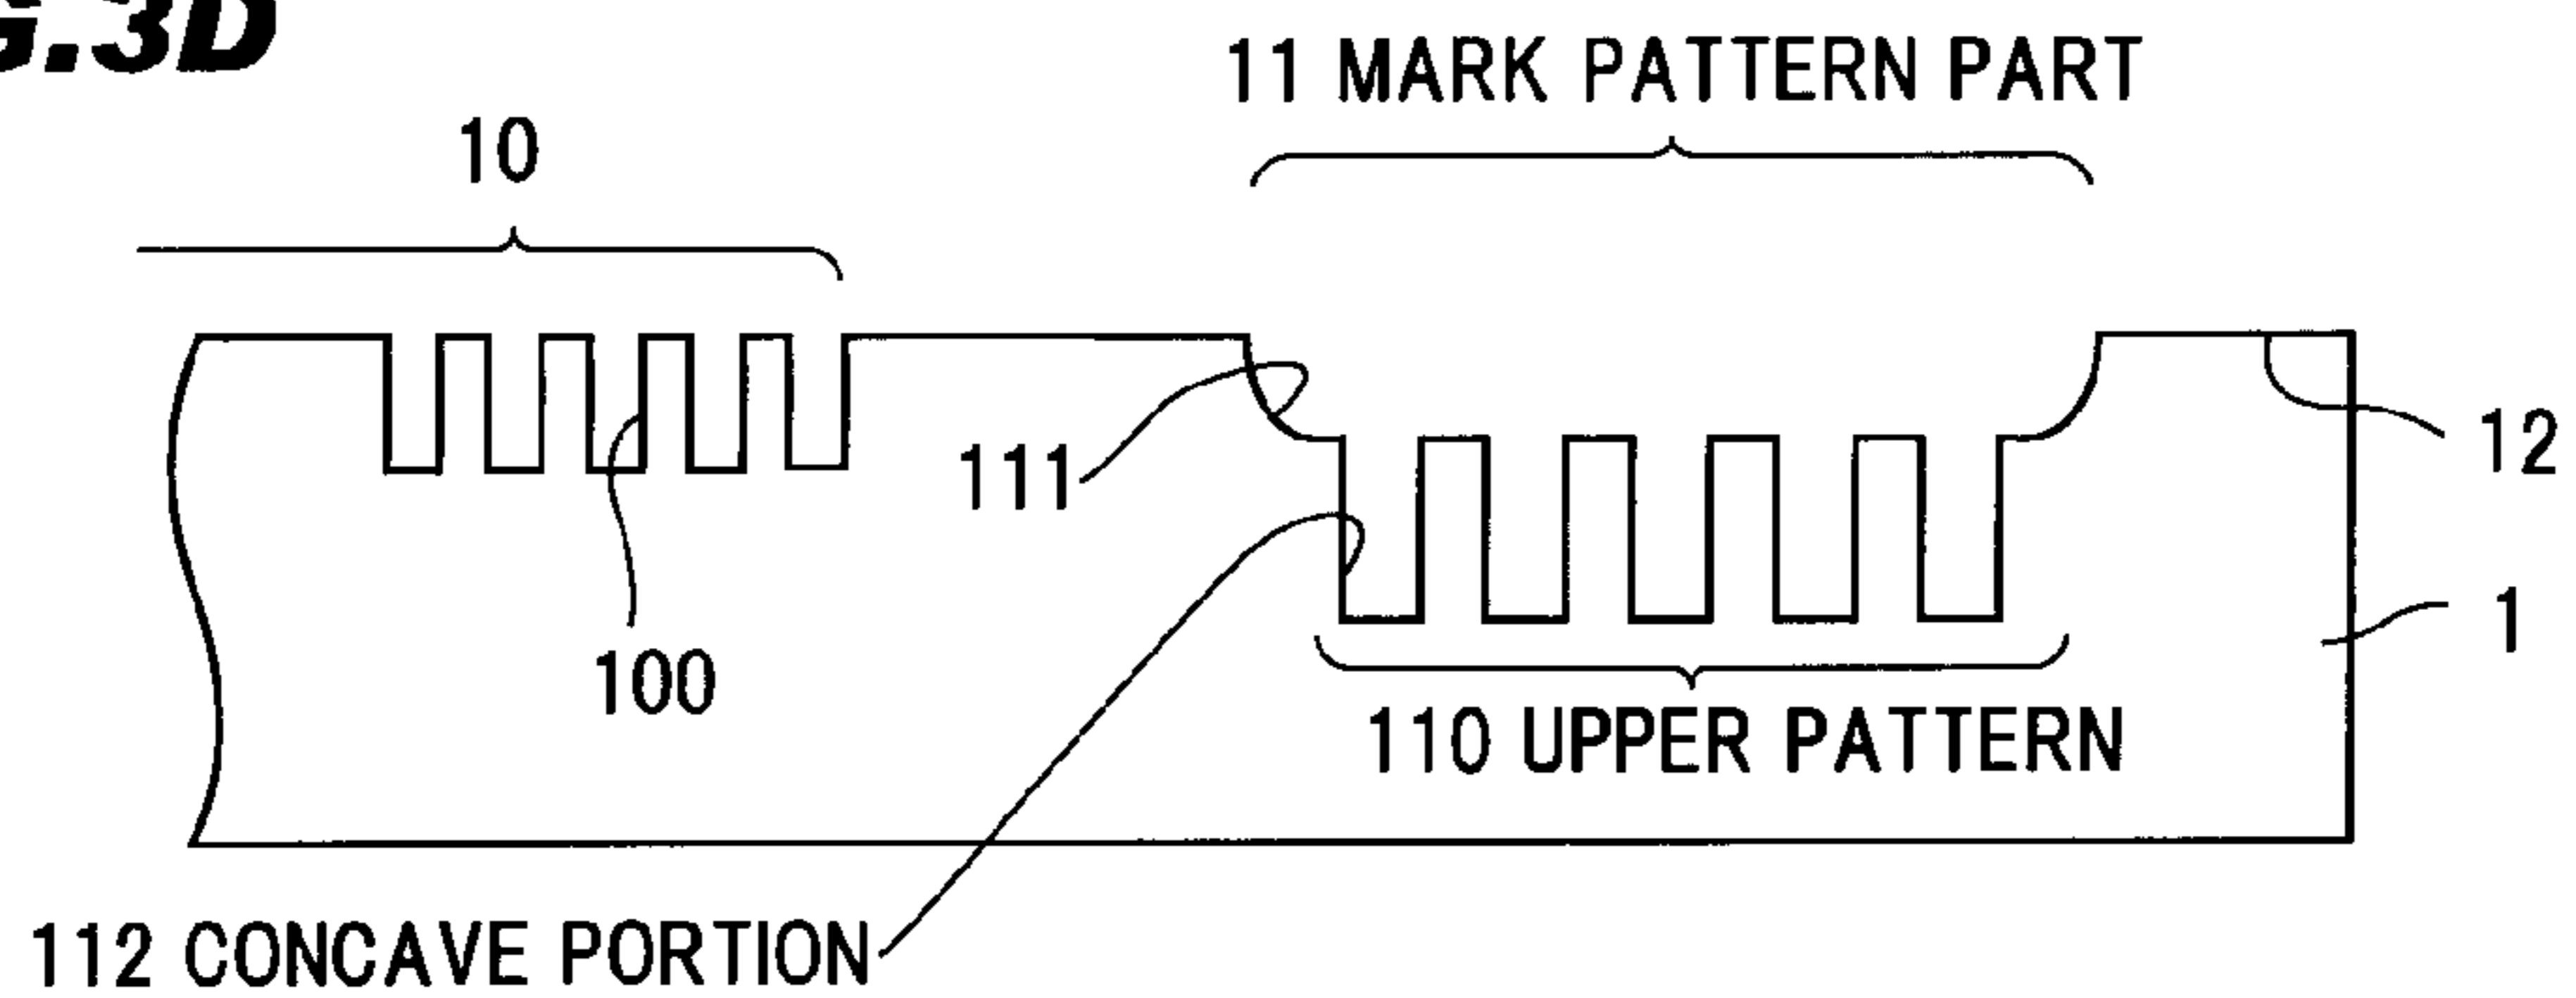 G.3D
11 MARK PATTERN PART
10
111
12
1
100
110 UPPER PATTERN
112 CONCAVE PORTION